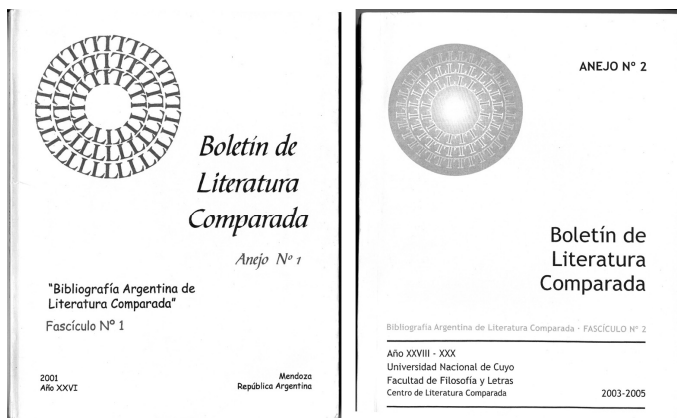 Boletín de
Literatura
Comparada
Anejo Nº 1
"Bibliografía Argentina de
Literatura Comparada"
Fascículo Nº 1
2001
Año XXVI
Mendoza
República Argentina
ANEJO Nº 2
Boletín de
Literatura
Comparada
Bibliografía Argentina de Literatura Comparada - FASCÍCULO Nº 2
Año XXVIII - XXX
Universidad Nacional de Cuyo
Facultad de Filosofía y Letras
Centro de Literatura Comparada
2003-2005